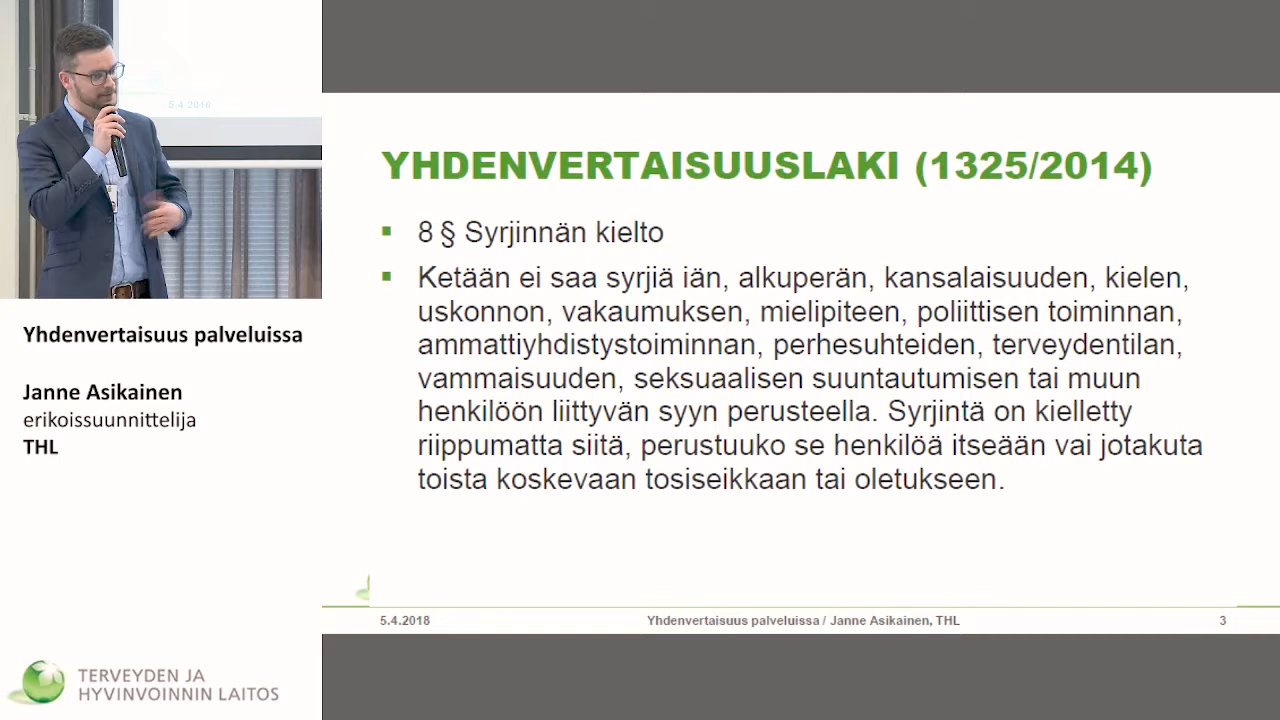 5.4.2018
Yhdenvertaisuus palveluissa
Janne Asikainen
erikoissuunnittelija
THL
TERVEYDEN JA
HYVINVOINNIN LAITOS
YHDENVERTAISUUSLAKI (1325/2014)
8 § Syrjinnän kielto
Ketään ei saa syrjiä iän, alkuperän, kansalaisuuden, kielen,
uskonnon, vakaumuksen, mielipiteen, poliittisen toiminnan,
ammattiyhdistystoiminnan, perhesuhteiden, terveydentilan,
vammaisuuden, seksuaalisen suuntautumisen tai muun
henkilöön liittyvän syyn perusteella. Syrjintä on kielletty
riippumatta siitä, perustuuko se henkilöä itseään vai jotakuta
toista koskevaan tosiseikkaan tai oletukseen.
5.4.2018
Yhdenvertaisuus palveluissa / Janne Asikainen, THL
3